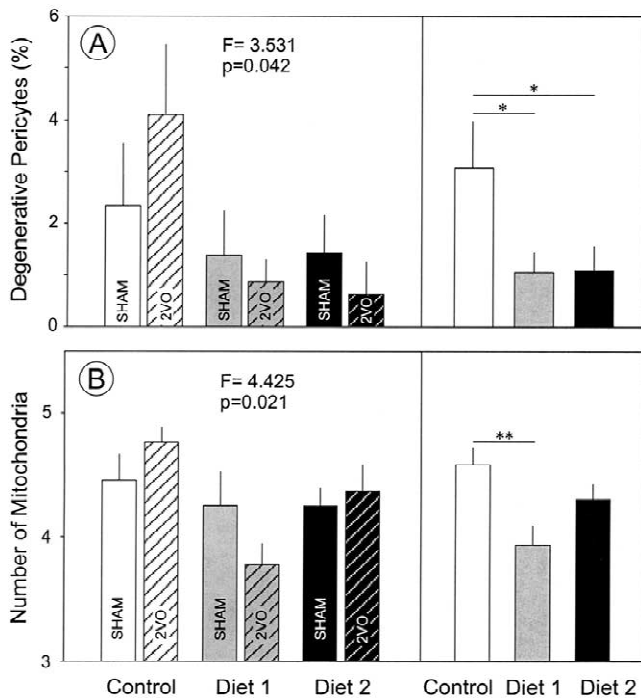 A
F= 3.531
p=0.042
Degenerative Pericytes (%)
6
4
2
0
SHAM
2VO
SHAM
2VO
SHAM
2VO
*
*
B
F= 4.425
p=0.021
Number of Mitochondria
5
4
3
SHAM
2VO
SHAM
2VO
SHAM
2VO
**
Control Diet 1 Diet 2 Control Diet 1 Diet 2